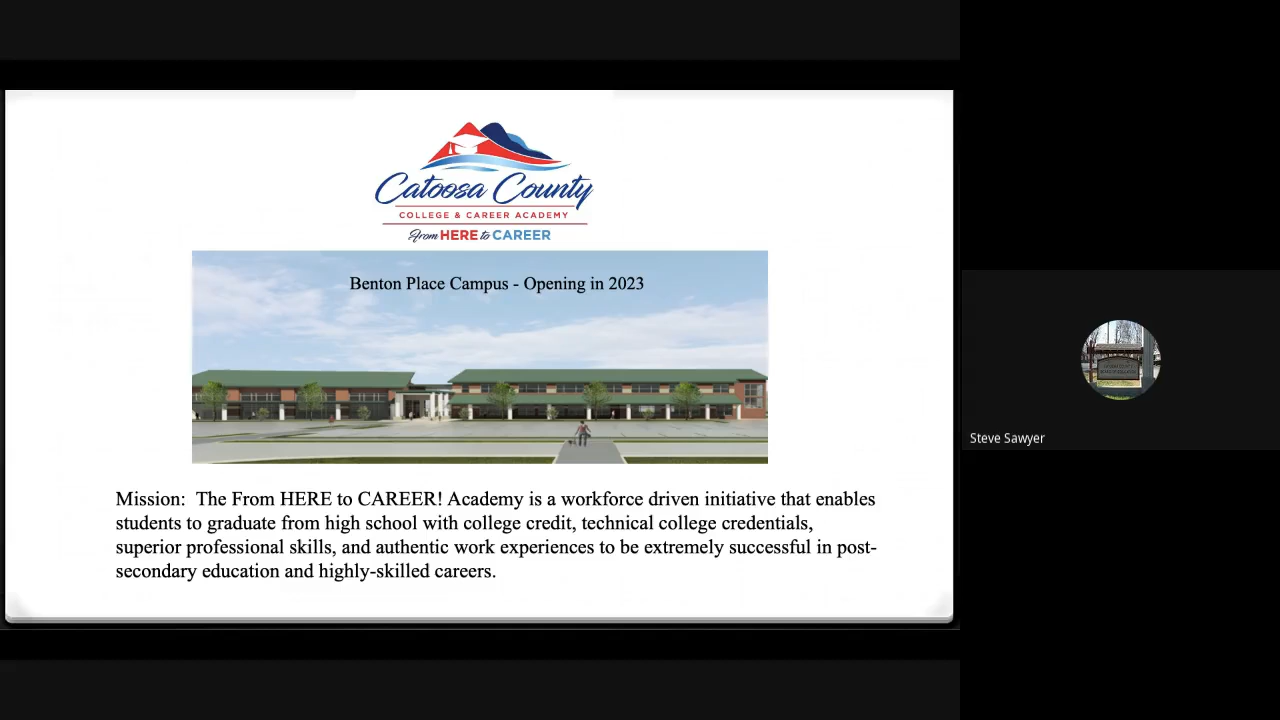 Catoosa County
COLLEGE & CAREER ACADEMY
From HERE to CAREER
Benton Place Campus - Opening in 2023
Mission:  The From HERE to CAREER! Academy is a workforce driven initiative that enables
students to graduate from high school with college credit, technical college credentials,
superior professional skills, and authentic work experiences to be extremely successful in post-
secondary education and highly-skilled careers.
Steve Sawyer